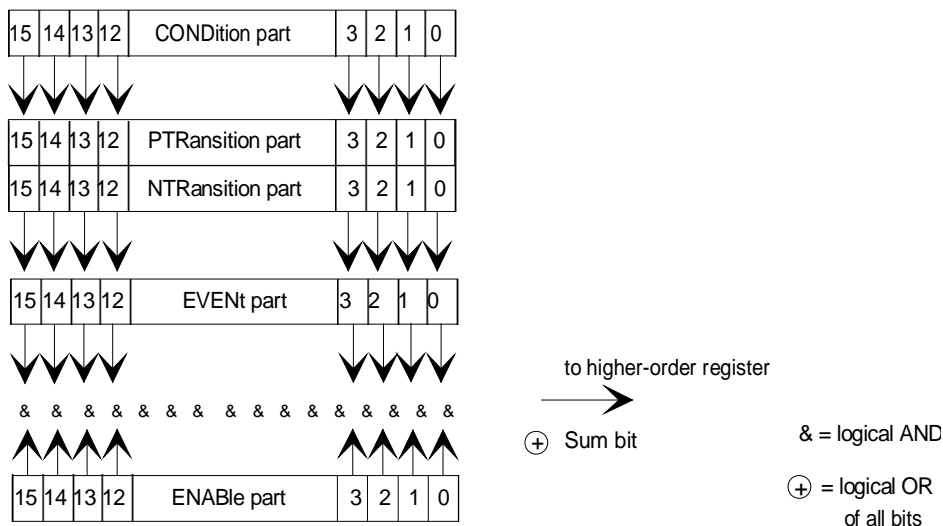 15 14 13 12 CONDition part 3 2 1 0
15 14 13 12 PTRansition part 3 2 1 0
15 14 13 12 NTRansition part 3 2 1 0
15 14 13 12 EVENt part 3 2 1 0
to higher-order register
& & & & & & & & & & & & & & & &
+ Sum bit
& = logical AND
15 14 13 12 ENABle part 3 2 1 0
+ = logical OR
of all bits